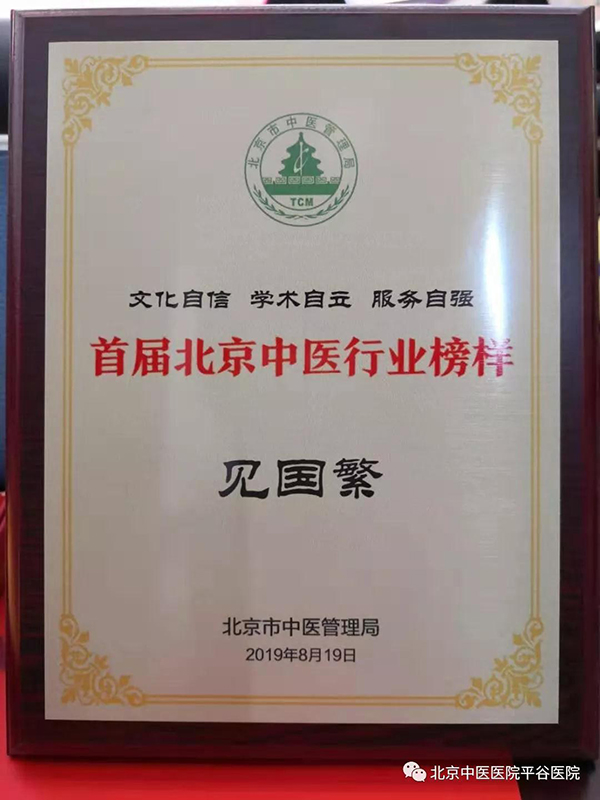 北京市中医管理局
TCM
文化自信 学术自立 服务自强
首届北京中医行业榜样
见国繁
北京市中医管理局
2019年8月19日
北京中医医院平谷医院